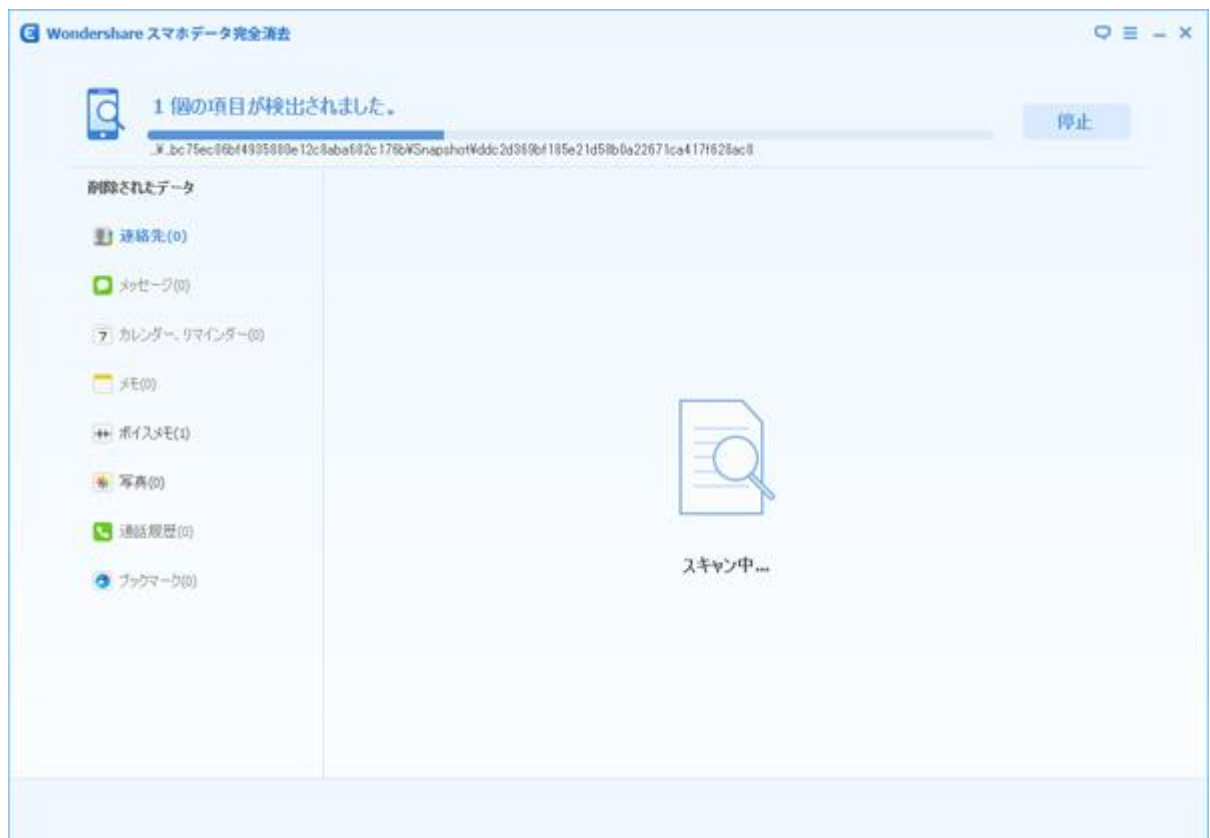 Wondershare スマホデータ完全消去
1 個の項目が検出されました。
停止
削除されたデータ
連絡先(0)
メッセージ(0)
7 カレンダー、リマインダー(0)
メモ(0)
ボイスメモ(1)
写真(0)
通話履歴(0)
ブックマーク(0)
スキャン中...